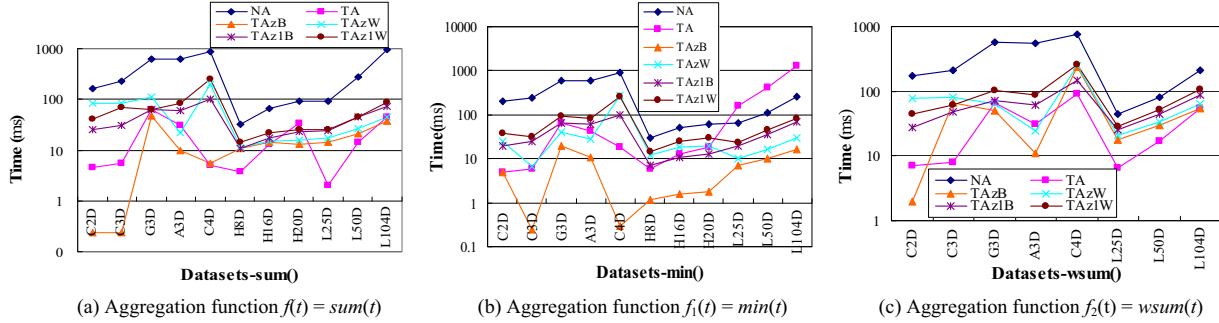 NA TA
TAzB TAzW
TAz1B TAz1W
Time (ms)
1000
100
10
1
0
C2D C3D G3D A3D C4D H8D H16D H20D L25D L50D L104D
Datasets-sum()
(a) Aggregation function f(t) = sum(t)
NA
TA
TAzB
TAzW
TAz1B
TAz1W
Time(ms)
10000
1000
100
10
1
0.1
C2D C3D G3D A3D C4D H8D H16D H20D L25D L50D L104D
Datasets-min()
(b) Aggregation function f₁(t) = min(t)
Time (ms)
1000
100
10
1
NA TA
TAzB TAzW
TAz1B TAz1W
C2D C3D G3D A3D C4D L25D L50D L104D
Datasets-wsum()
(c) Aggregation function f₂(t) = wsum(t)